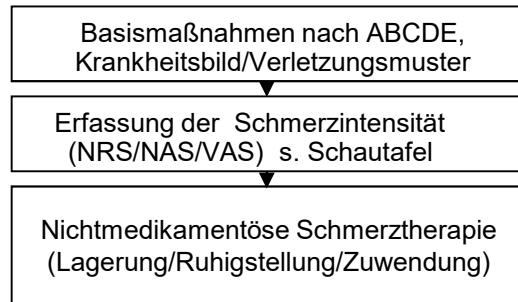 Basismaßnahmen nach ABCDE,
Krankheitsbild/Verletzungsmuster
Erfassung der Schmerzintensität
(NRS/NAS/VAS) s. Schautafel
Nichtmedikamentöse Schmerztherapie
(Lagerung/Ruhigstellung/Zuwendung)